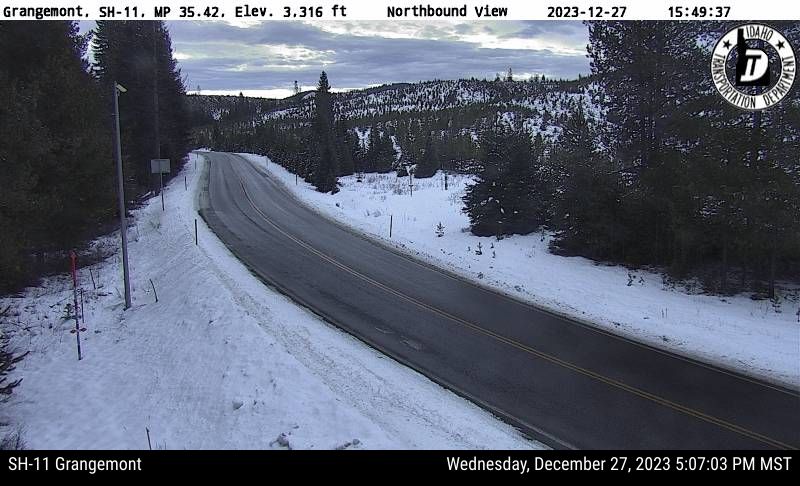 Grangemont, SH-11, MP 35.42, Elev. 3,316 ft Northbound View 2023-12-27 15:49:37
IDAHO TRANSPORTATION DEPARTMENT
SH-11 Grangemont Wednesday, December 27, 2023 5:07:03 PM MST